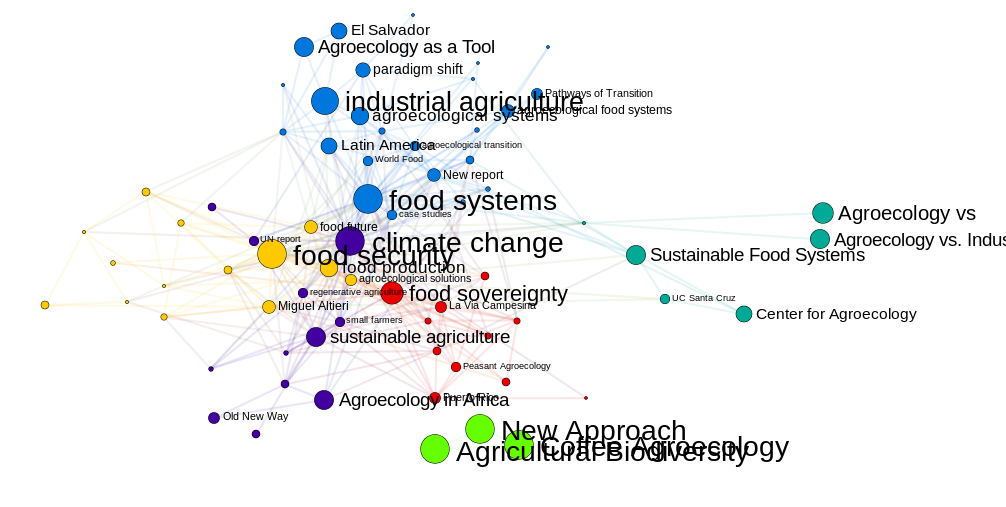 El Salvador
Agroecology as a Tool
paradigm shift
Pathways of Transition
industrial agriculture
agroecological food systems
agroecological systems
Latin America
agroecological transition
World Food
New report
food systems
case studies
Agroecology vs
food future
UN report
climate change
Agroecology vs. Indus
food security
Sustainable Food Systems
food production
agroecological solutions
regenerative agriculture
food sovereignty
UC Santa Cruz
Miguel Altieri
La Via Campesina
Center for Agroecology
small farmers
sustainable agriculture
Peasant Agroecology
Puerto Rico
Agroecology in Africa
Old New Way
New Approach
Coffee Agroecology
Agricultural Biodiversity